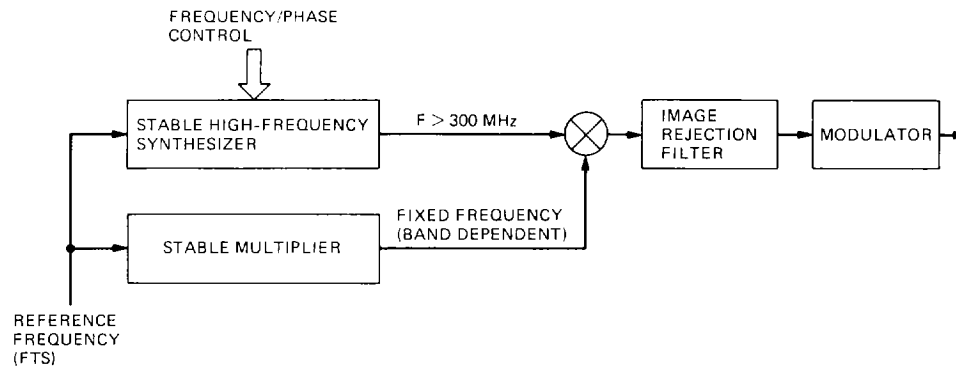 FREQUENCY/PHASE
CONTROL
STABLE HIGH-FREQUENCY
SYNTHESIZER
F > 300 MHz
IMAGE
REJECTION
FILTER
MODULATOR
STABLE MULTIPLIER
FIXED FREQUENCY
(BAND DEPENDENT)
REFERENCE
FREQUENCY
(FTS)